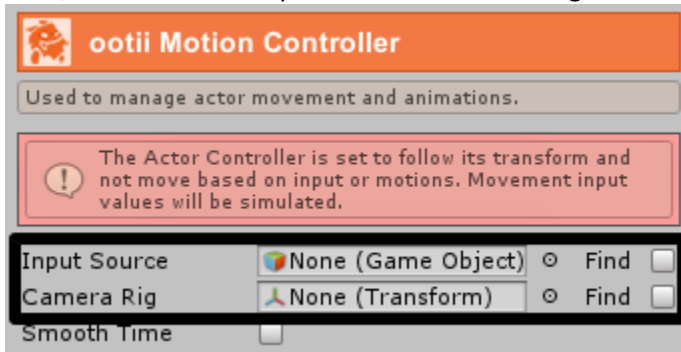 ootii Motion Controller
Used to manage actor movement and animations.
The Actor Controller is set to follow its transform and
not move based on input or motions. Movement input
values will be simulated.
Input Source None (Game Object) Find
Camera Rig None (Transform) Find
Smooth Time